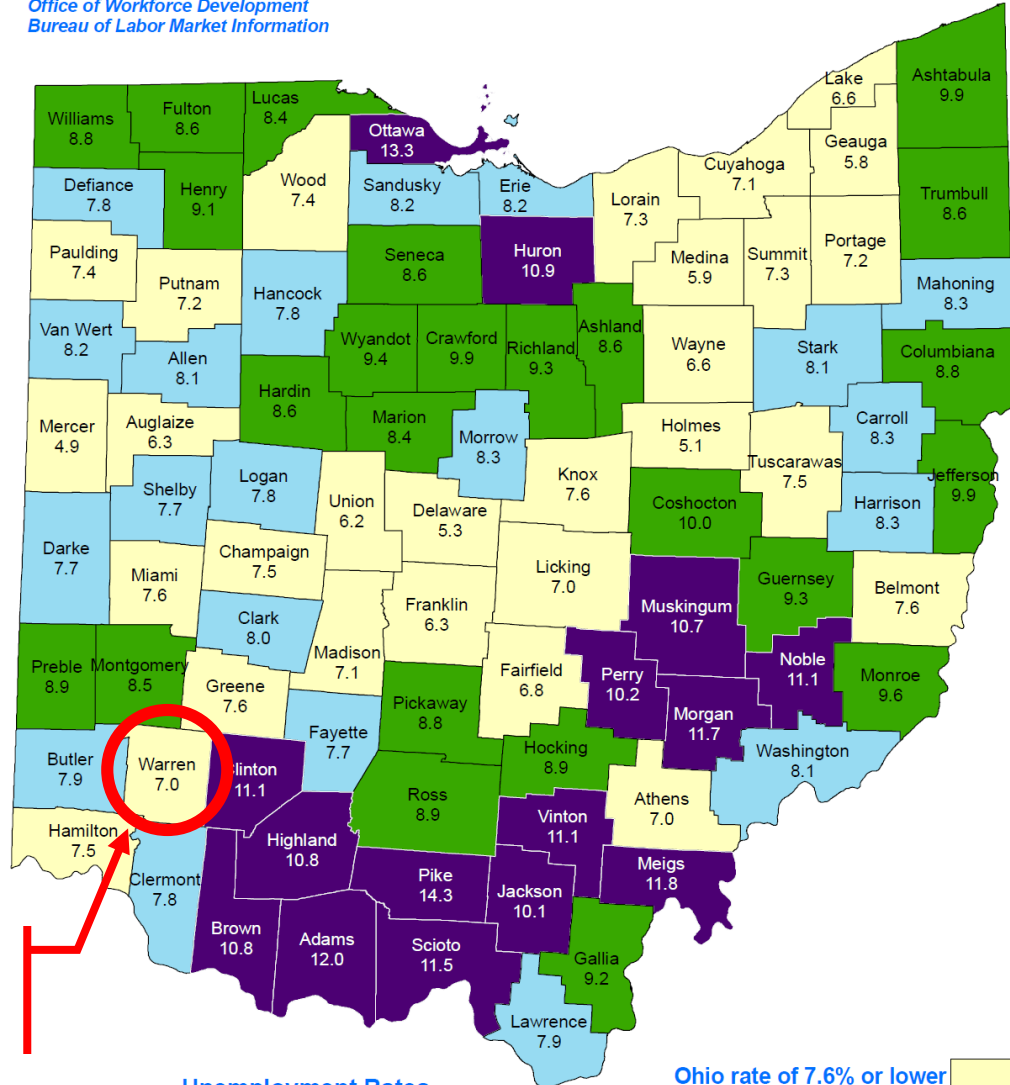 Office of Workforce Development
Bureau of Labor Market Information
Lake
6.6
Ashtabula
9.9
Williams
8.8
Fulton
8.6
Lucas
8.4
Ottawa
13.3
Geauga
5.8
Cuyahoga
7.1
Defiance
7.8
Henry
9.1
Wood
7.4
Sandusky
8.2
Erie
8.2
Lorain
7.3
Trumbull
8.6
Paulding
7.4
Putnam
7.2
Seneca
8.6
Huron
10.9
Medina
5.9
Summit
7.3
Portage
7.2
Hancock
7.8
Mahoning
8.3
Van Wert
8.2
Allen
8.1
Wyandot
9.4
Crawford
9.9
Richland
9.3
Ashland
8.6
Wayne
6.6
Stark
8.1
Columbiana
8.8
Hardin
8.6
Mercer
4.9
Auglaize
6.3
Marion
8.4
Morrow
8.3
Holmes
5.1
Carroll
8.3
Tuscarawas
7.5
Jefferson
9.9
Shelby
7.7
Logan
7.8
Union
6.2
Delaware
5.3
Knox
7.6
Coshocton
10.0
Harrison
8.3
Darke
7.7
Miami
7.6
Champaign
7.5
Licking
7.0
Guernsey
9.3
Belmont
7.6
Clark
8.0
Franklin
6.3
Muskingum
10.7
Madison
7.1
Preble
8.9
Montgomery
8.5
Greene
7.6
Fairfield
6.8
Perry
10.2
Noble
11.1
Monroe
9.6
Pickaway
8.8
Morgan
11.7
Fayette
7.7
Hocking
8.9
Washington
8.1
Butler
7.9
Warren
7.0
Clinton
11.1
Ross
8.9
Athens
7.0
Hamilton
7.5
Highland
10.8
Vinton
11.1
Meigs
11.8
Clermont
7.8
Pike
14.3
Jackson
10.1
Brown
10.8
Adams
12.0
Scioto
11.5
Gallia
9.2
Lawrence
7.9
Unemployment Rates
Ohio rate of 7.6% or lower